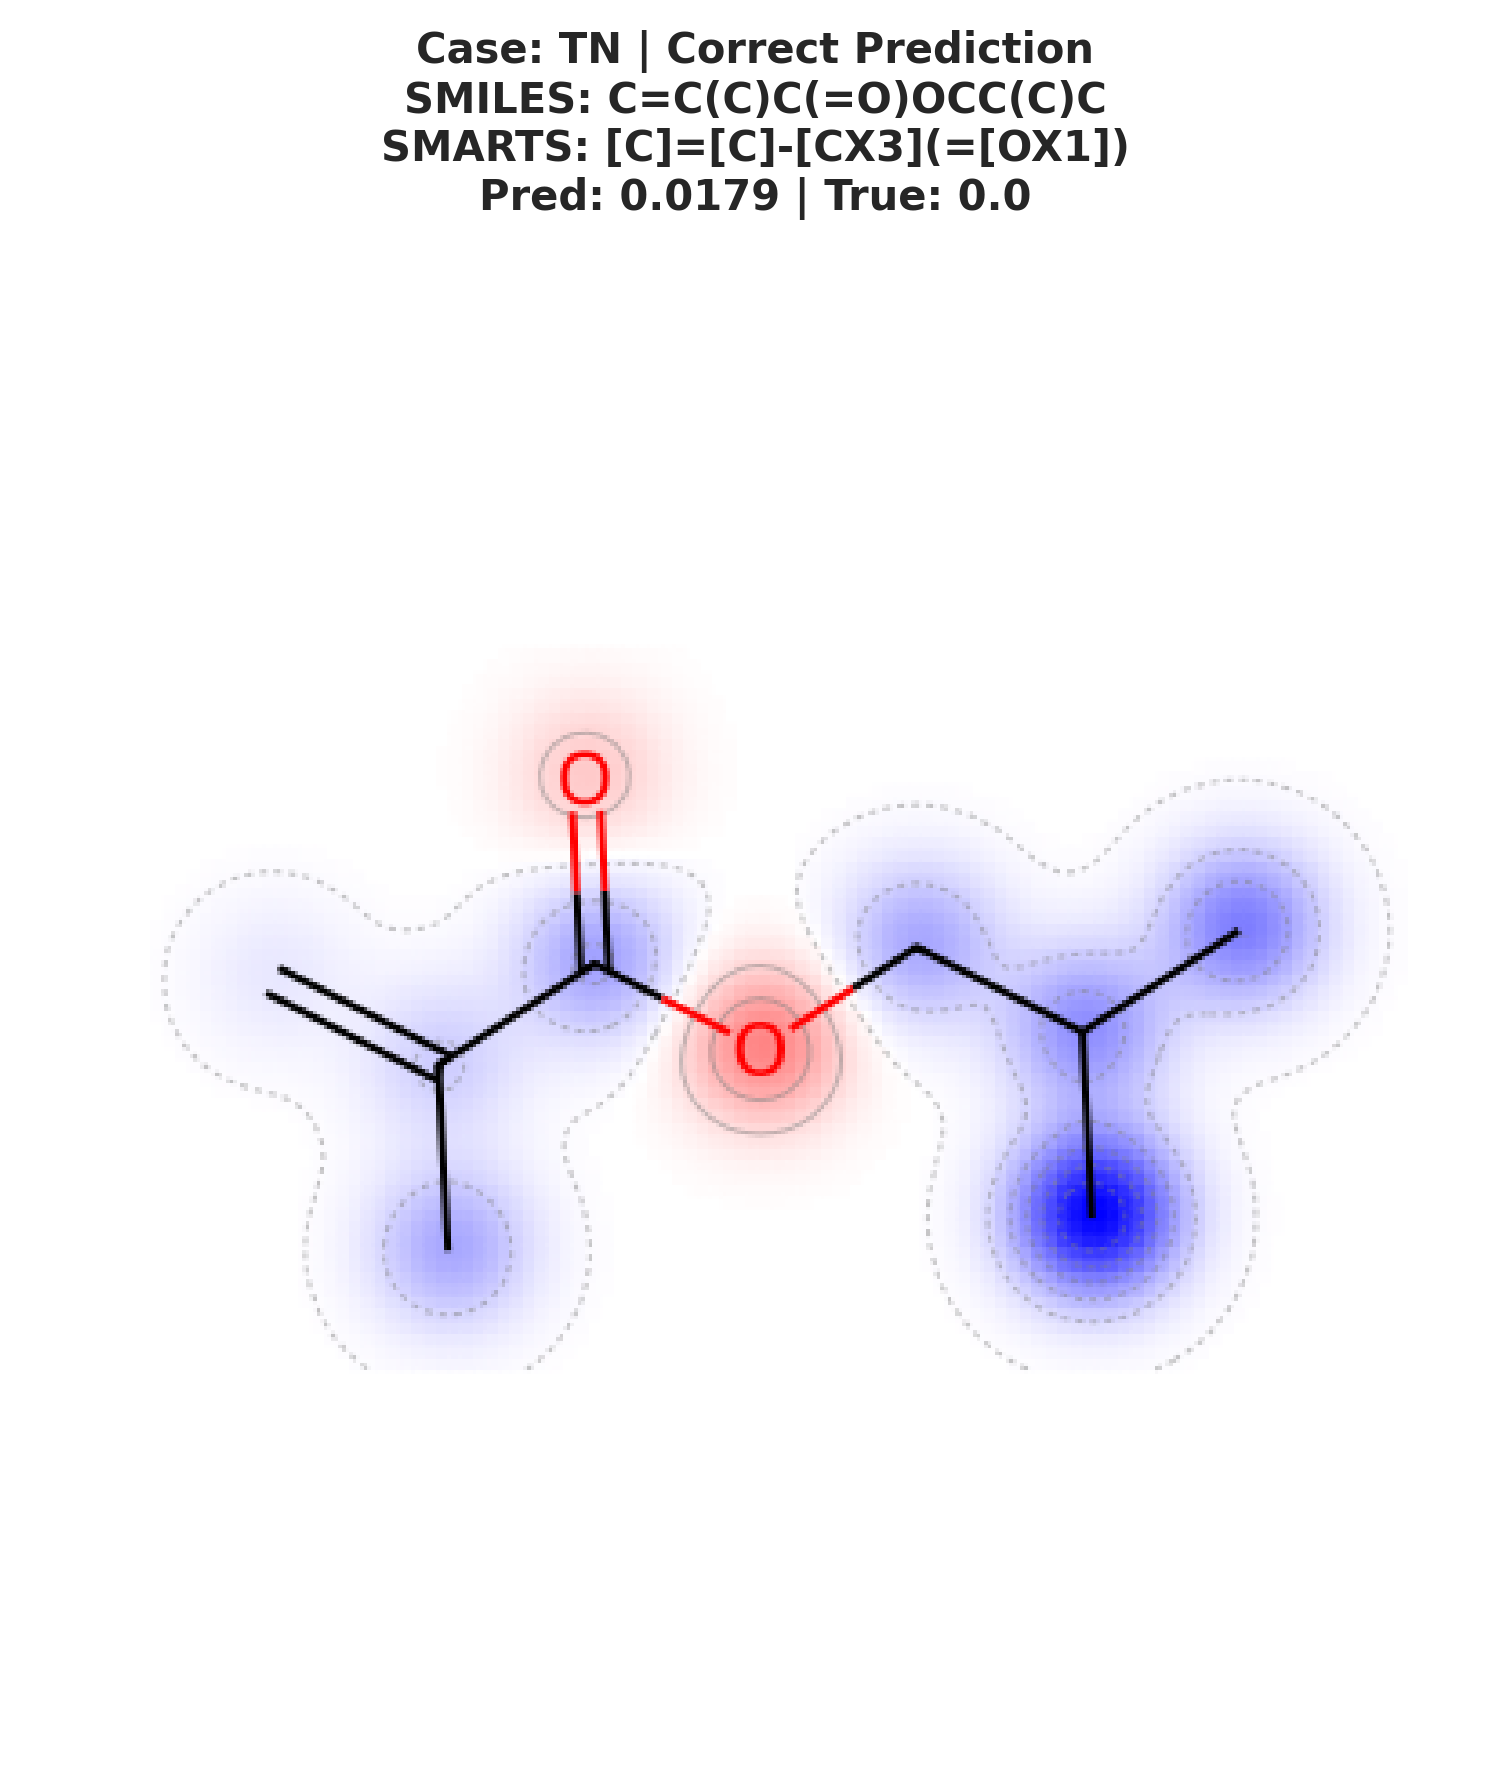 Case: TN | Correct Prediction
SMILES: C=C(C)C(=O)OCC(C)C
SMARTS: [C]=[C]-[CX3](=[OX1])
Pred: 0.0179 | True: 0.0
O
O